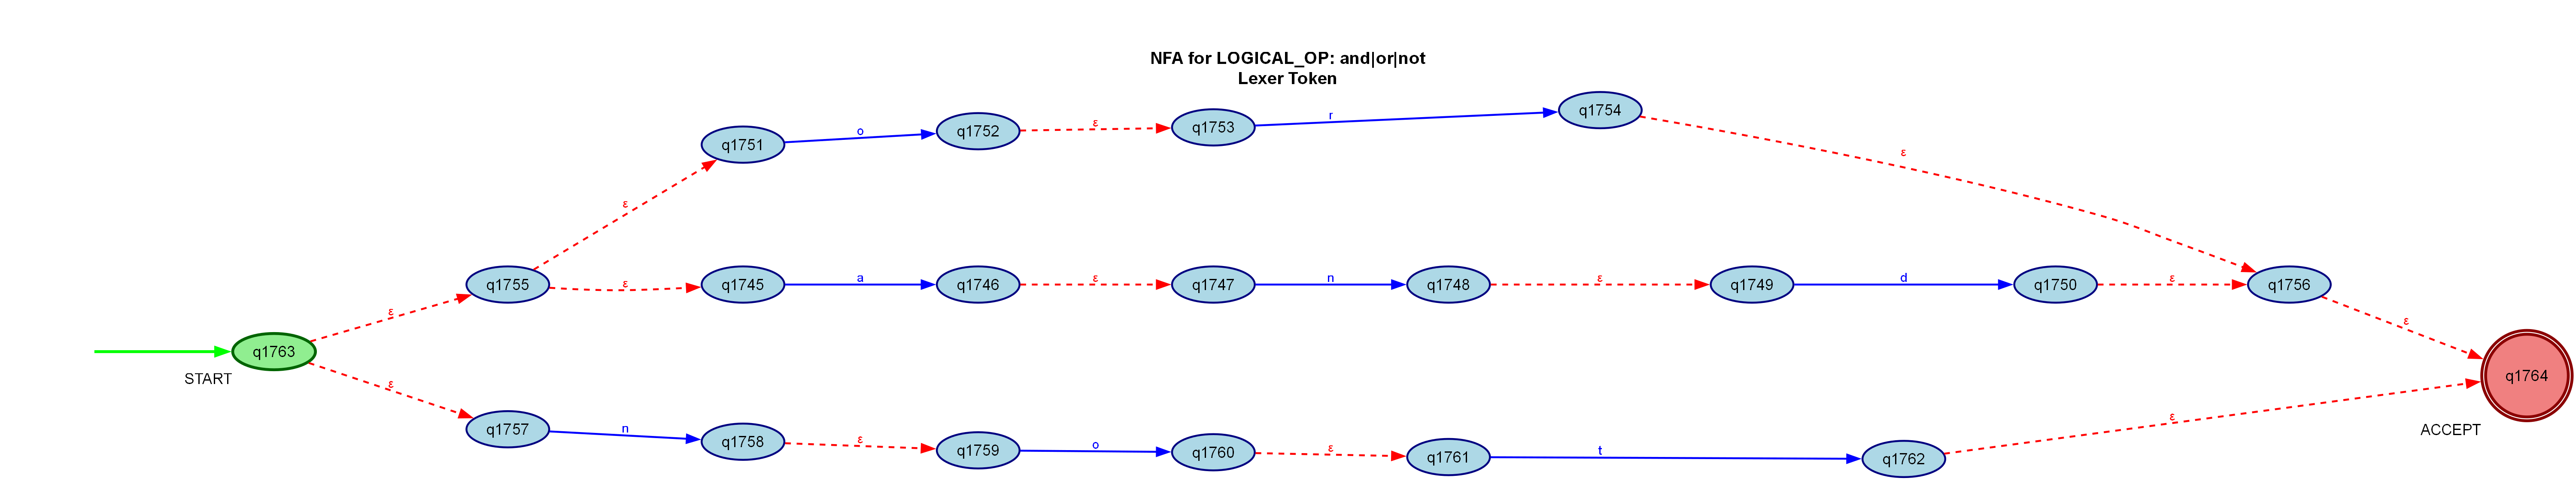 NFA for LOGICAL_OP: and|or|not
Lexer Token
q1751
o
q1752
ε
q1753
r
q1754
ε
ε
q1755
ε
q1745
a
q1746
ε
q1747
n
q1748
ε
q1749
d
q1750
ε
q1756
ε
ε
START
q1763
ε
q1757
n
q1758
ε
q1759
o
q1760
ε
q1761
t
q1762
ε
q1764
ACCEPT